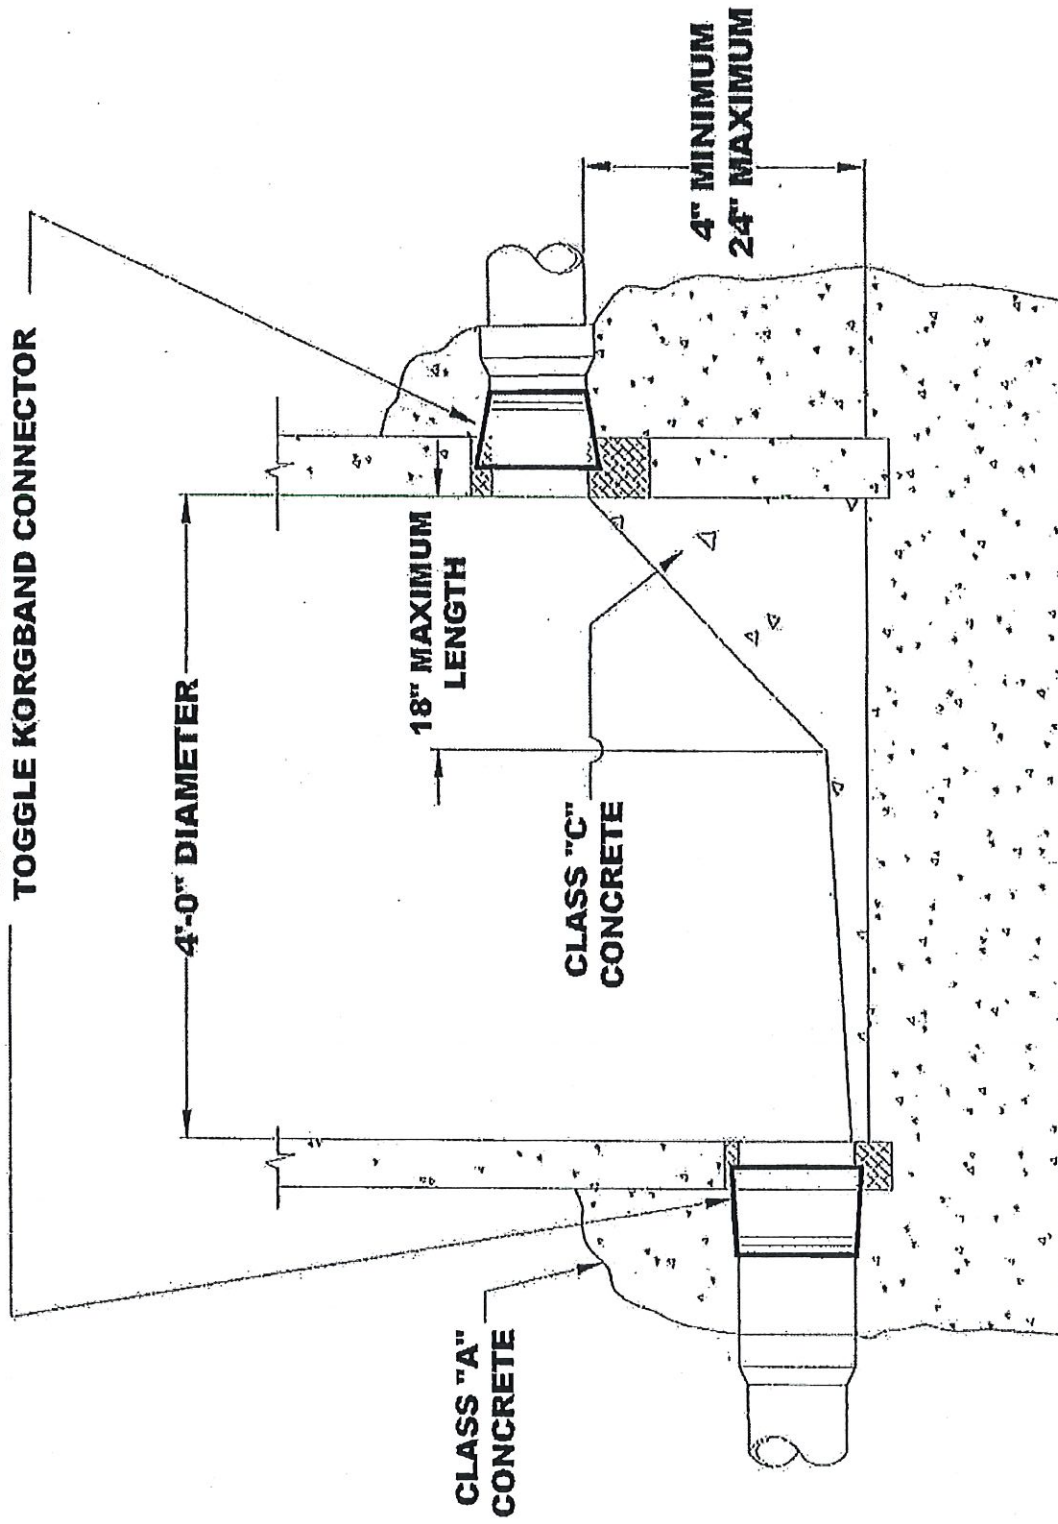 TOGGLE KORGBAND CONNECTOR
4'-0" DIAMETER
18" MAXIMUM
LENGTH
4" MINIMUM
24" MAXIMUM
CLASS "C"
CONCRETE
CLASS "A"
CONCRETE